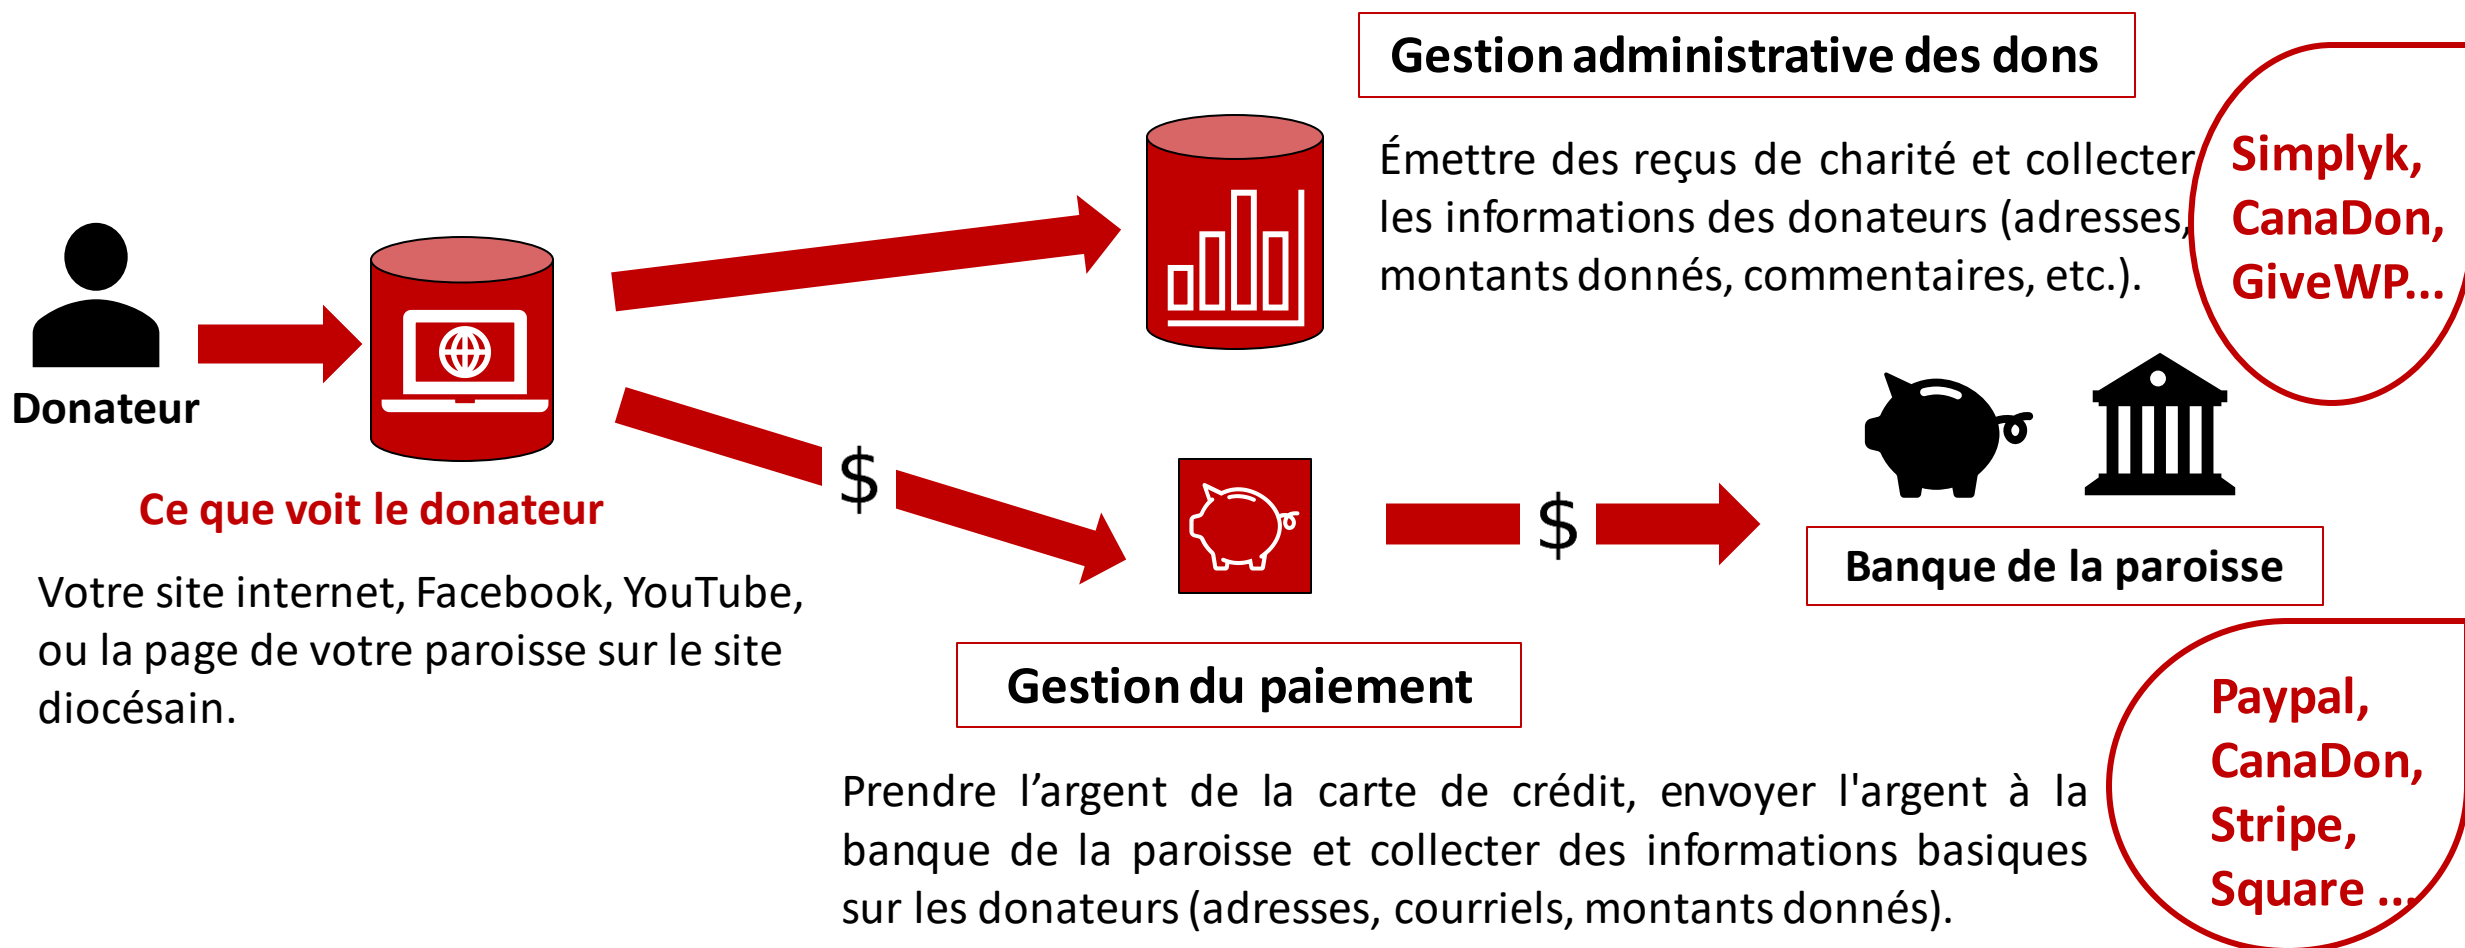 Gestion administrative des dons
Émettre des reçus de charité et collecter
les informations des donateurs (adresses,
montants donnés, commentaires, etc.).
Simplyk,
CanaDon,
GiveWP...
Donateur
Ce que voit le donateur
Votre site internet, Facebook, YouTube,
ou la page de votre paroisse sur le site
diocésain.
$
$
Banque de la paroisse
Gestion du paiement
Prendre l’argent de la carte de crédit, envoyer l'argent à la
banque de la paroisse et collecter des informations basiques
sur les donateurs (adresses, courriels, montants donnés).
Paypal,
CanaDon,
Stripe,
Square ...